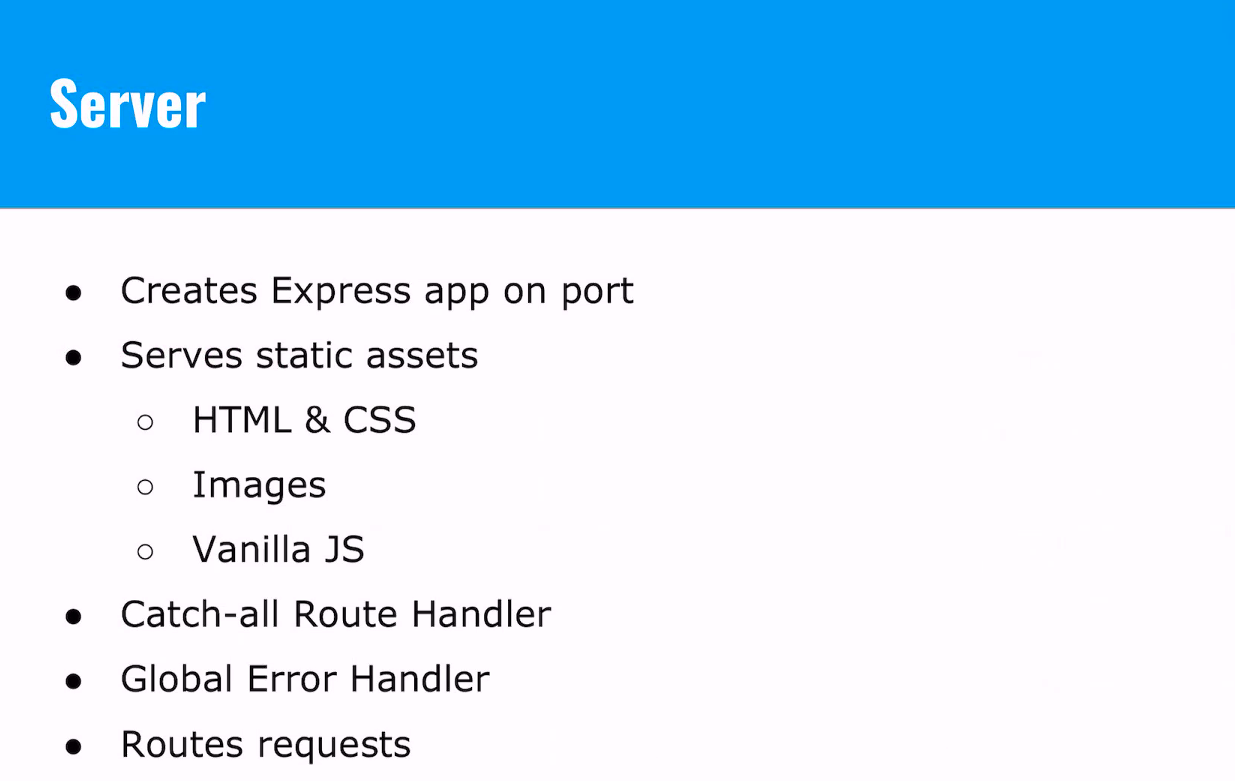 Server
● Creates Express app on port
● Serves static assets
○ HTML & CSS
○ Images
○ Vanilla JS
● Catch-all Route Handler
● Global Error Handler
● Routes requests